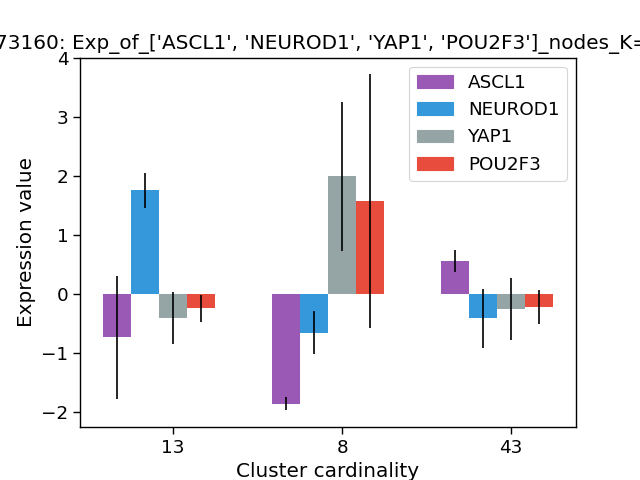 73160: Exp_of_['ASCL1', 'NEUROD1', 'YAP1', 'POU2F3']_nodes_K=
4
3
2
1
0
−1
−2
Expression value
ASCL1
NEUROD1
YAP1
POU2F3
13 8 43
Cluster cardinality